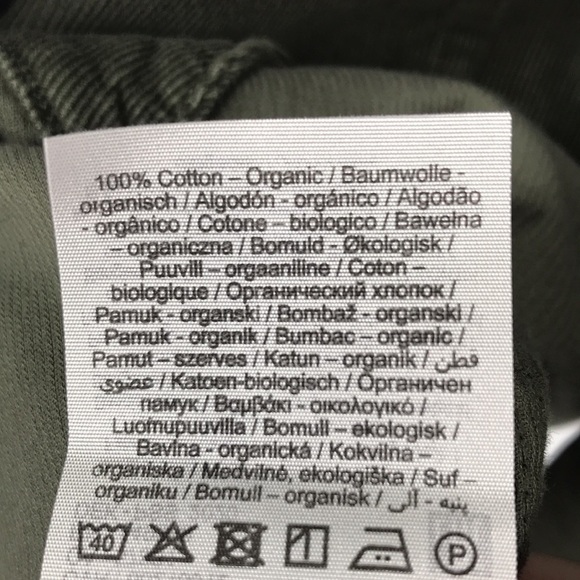 100% Cotton – Organic / Baumwolle -
organisch / Algodón - orgánico / Algodão
- orgânico / Cotone – biologico / Bawełna
– organiczna / Bomuld - Økologisk /
Puuvill – orgaaniline / Coton –
biologique / Органический хлопок /
Pamuk - organski / Bombaž - organski /
Pamuk - organik / Bumbac – organic /
Pamut – szerves / Katun – organik / قطن
عضوي / Katoen-biologisch / Органичен
памук / Βαμβάκι - οικολογικό /
Luomupuuvilla / Bomull – ekologisk /
Bavlna - organická / Kokvilna –
organiska / Medvilnė, ekologiška / Suf –
organiku / Bomull - organisk / پنبه - آلی
40 P